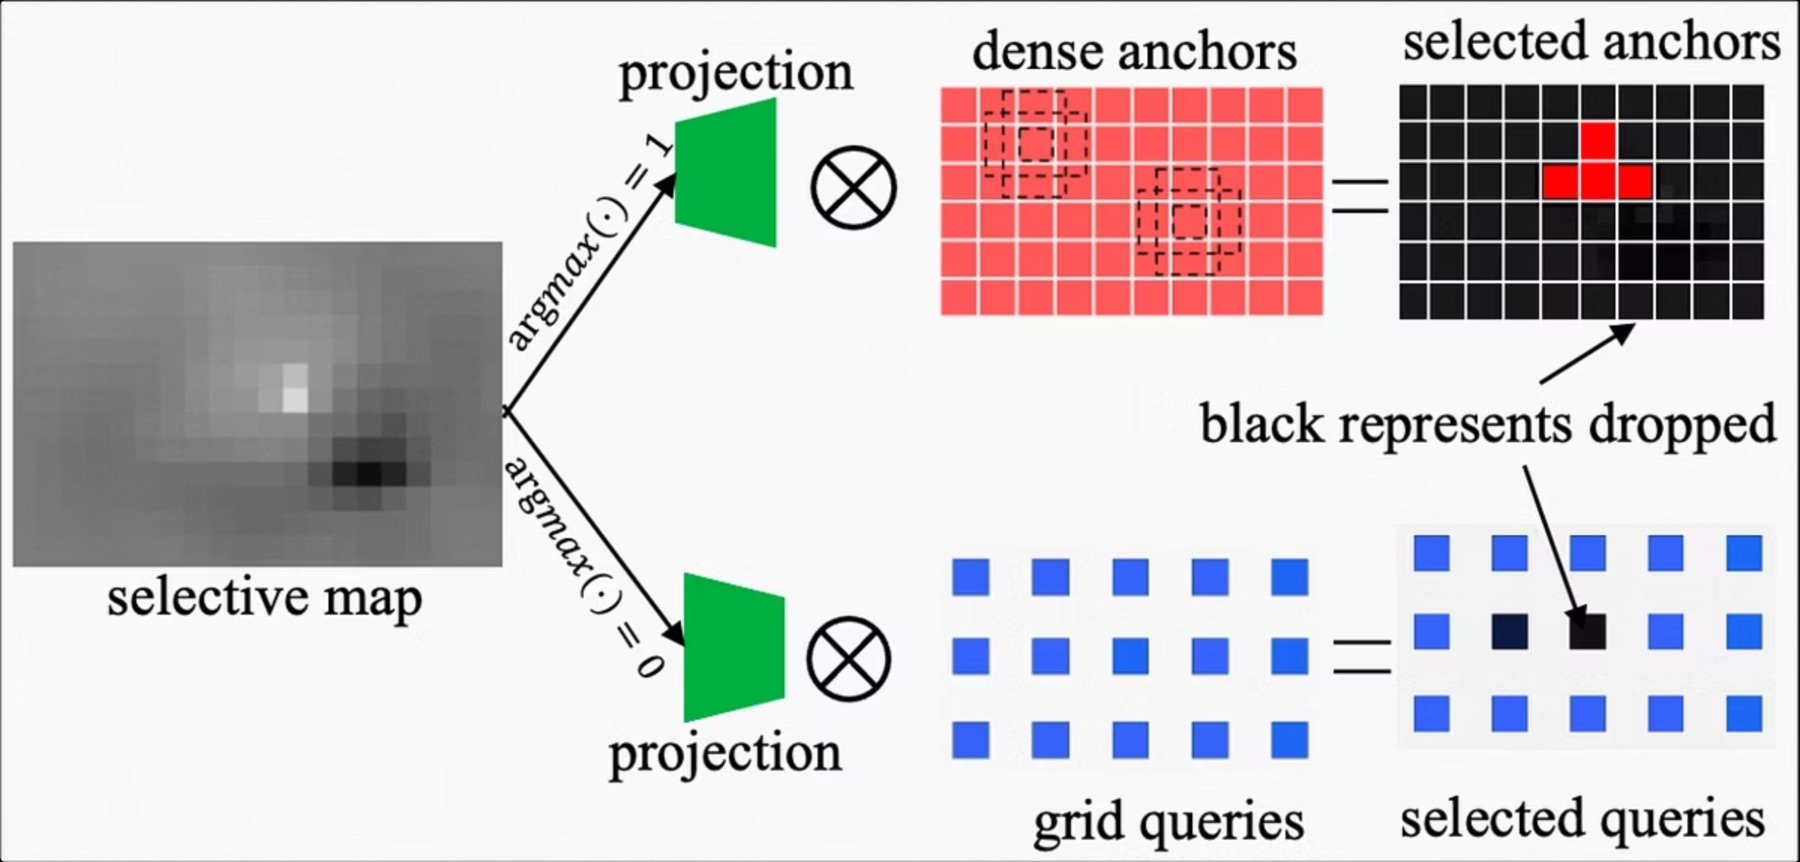 projection
dense anchors
selected anchors
argmax(·) = 1
selective map
black represents dropped
argmax(·) = 0
projection
grid queries
selected queries